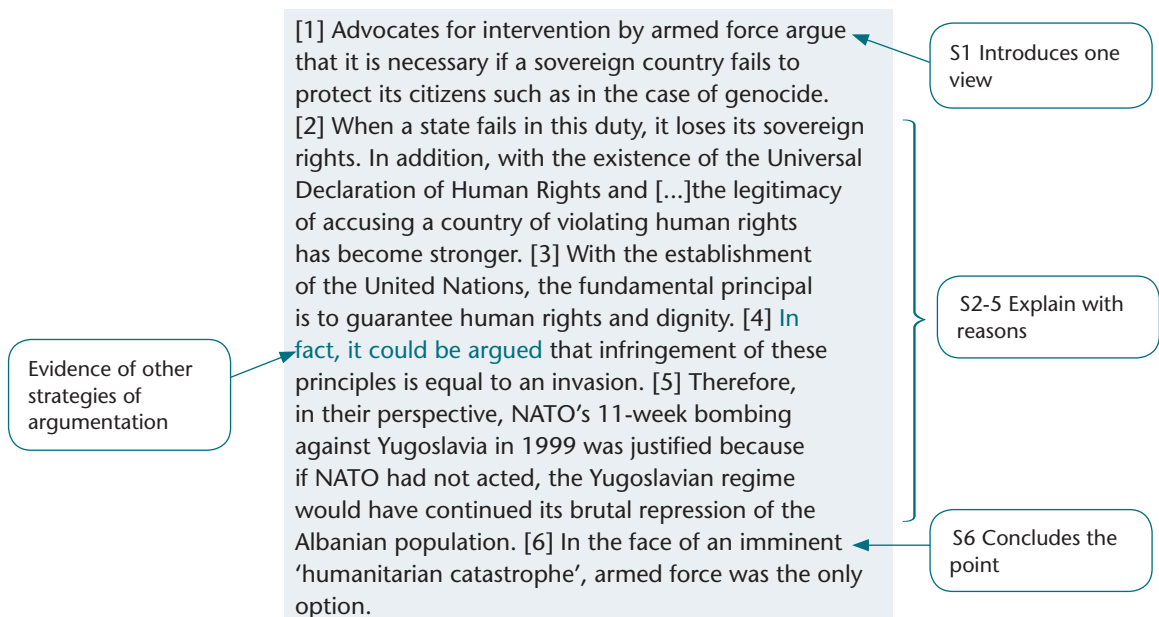 [1] Advocates for intervention by armed force argue
that it is necessary if a sovereign country fails to
protect its citizens such as in the case of genocide.
[2] When a state fails in this duty, it loses its sovereign
rights. In addition, with the existence of the Universal
Declaration of Human Rights and [...]the legitimacy
of accusing a country of violating human rights
has become stronger. [3] With the establishment
of the United Nations, the fundamental principal
is to guarantee human rights and dignity. [4] In
fact, it could be argued that infringement of these
principles is equal to an invasion. [5] Therefore,
in their perspective, NATO’s 11-week bombing
against Yugoslavia in 1999 was justified because
if NATO had not acted, the Yugoslavian regime
would have continued its brutal repression of the
Albanian population. [6] In the face of an imminent
‘humanitarian catastrophe’, armed force was the only
option.
S1 Introduces one
view
S2-5 Explain with
reasons
Evidence of other
strategies of
argumentation
S6 Concludes the
point